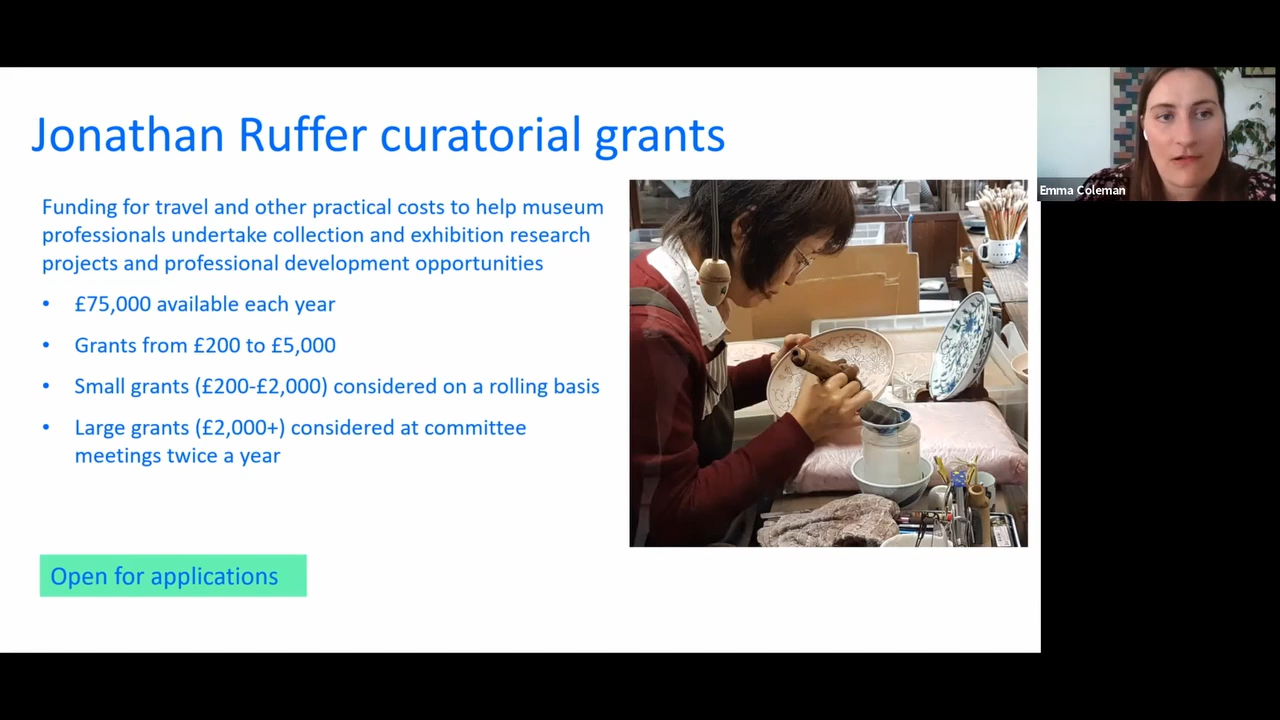 Jonathan Ruffer curatorial grants
Funding for travel and other practical costs to help museum
professionals undertake collection and exhibition research
projects and professional development opportunities
• £75,000 available each year
• Grants from £200 to £5,000
• Small grants (£200-£2,000) considered on a rolling basis
• Large grants (£2,000+) considered at committee
meetings twice a year
Open for applications
Emma Coleman